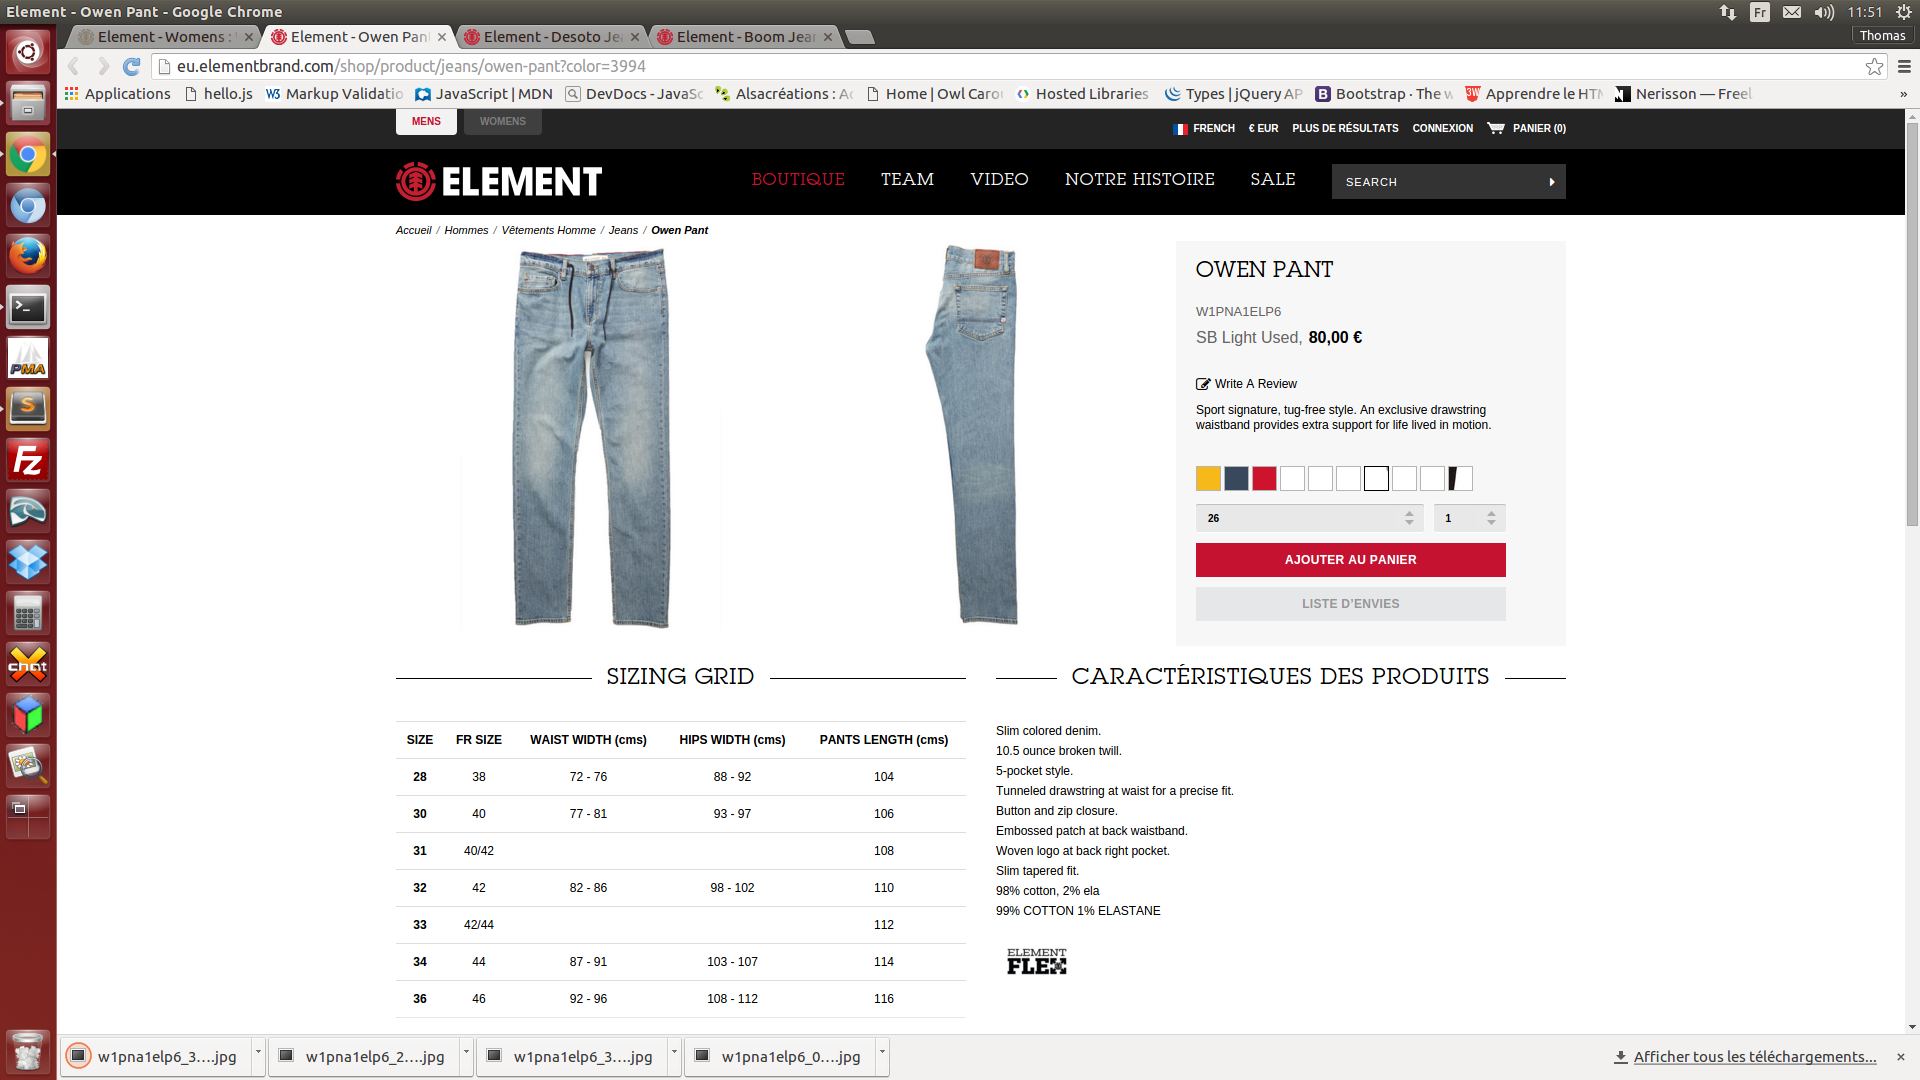 Element - Owen Pant - Google Chrome
Fr
11:51
Element - Womens :
Element - Owen Pan
Element - Desoto Je
Element - Boom Jear
Thomas
eu.elementbrand.com/shop/product/jeans/owen-pant?color=3994
Applications
hello.js
W3 Markup Validatio
JavaScript | MDN
DevDocs - JavaSc
Alsacréations : Ac
Home | Owl Carou
Hosted Libraries
Types | jQuery AP
B Bootstrap · The w
3W Apprendre le HTM
Nerisson — Freel
»
MENS
WOMENS
FRENCH
€ EUR
PLUS DE RÉSULTATS
CONNEXION
PANIER (0)
ELEMENT
BOUTIQUE
TEAM
VIDEO
NOTRE HISTOIRE
SALE
SEARCH
Accueil / Hommes / Vêtements Homme / Jeans / Owen Pant
OWEN PANT
W1PNA1ELP6
SB Light Used, 80,00 €
Write A Review
Sport signature, tug-free style. An exclusive drawstring
waistband provides extra support for life lived in motion.
26
1
AJOUTER AU PANIER
LISTE D'ENVIES
SIZING GRID
SIZE FR SIZE WAIST WIDTH (cms) HIPS WIDTH (cms) PANTS LENGTH (cms)
28 38 72 - 76 88 - 92 104
30 40 77 - 81 93 - 97 106
31 40/42 108
32 42 82 - 86 98 - 102 110
33 42/44 112
34 44 87 - 91 103 - 107 114
36 46 92 - 96 108 - 112 116
CARACTÉRISTIQUES DES PRODUITS
Slim colored denim.
10.5 ounce broken twill.
5-pocket style.
Tunneled drawstring at waist for a precise fit.
Button and zip closure.
Embossed patch at back waistband.
Woven logo at back right pocket.
Slim tapered fit.
98% cotton, 2% ela
99% COTTON 1% ELASTANE
ELEMENT
FLEX
PMA
S
Fz
X
chat
w1pna1elp6_3....jpg
w1pna1elp6_2....jpg
w1pna1elp6_3....jpg
w1pna1elp6_0....jpg
Afficher tous les téléchargements...